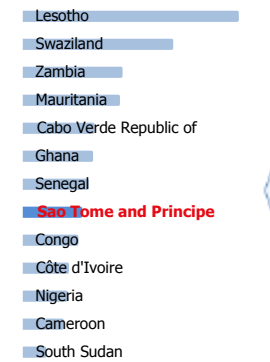 Lesotho
Swaziland
Zambia
Mauritania
Cabo Verde Republic of
Ghana
Senegal
Sao Tome and Principe
Congo
Côte d'Ivoire
Nigeria
Cameroon
South Sudan